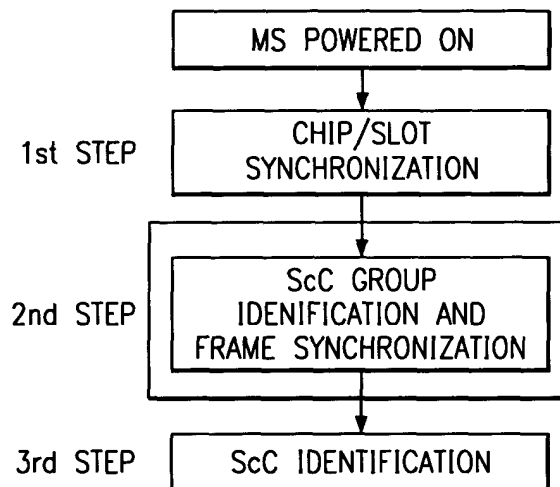 MS POWERED ON
1st STEP
CHIP/SLOT
SYNCHRONIZATION
2nd STEP
ScC GROUP
IDENIFICATION AND
FRAME SYNCHRONIZATION
3rd STEP
ScC IDENTIFICATION